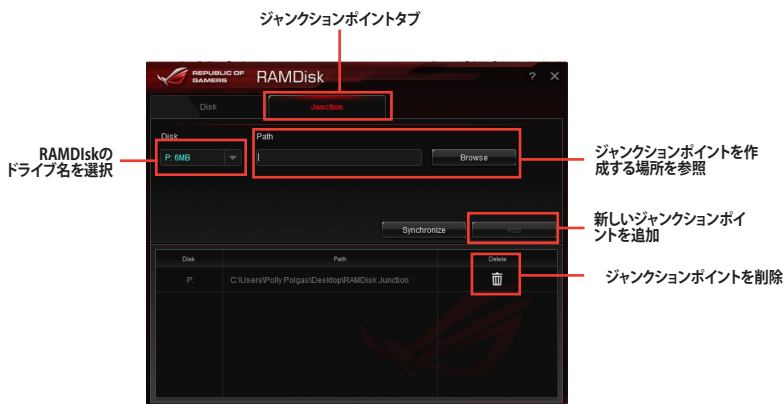 ジャンクションポイントタブ
REPUBLIC OF
GAMERS
RAMDisk
? ×
Disk
Junction
Disk
Path
RAMDIskの
ドライブ名を選択
P: 6MB
Browse
ジャンクションポイントを作
成する場所を参照
Synchronize
Add
新しいジャンクションポイ
ントを追加
Disk
Path
Delete
P:
C:\Users\Polly Polgas\Desktop\RAMDisk Junction
ジャンクションポイントを削除